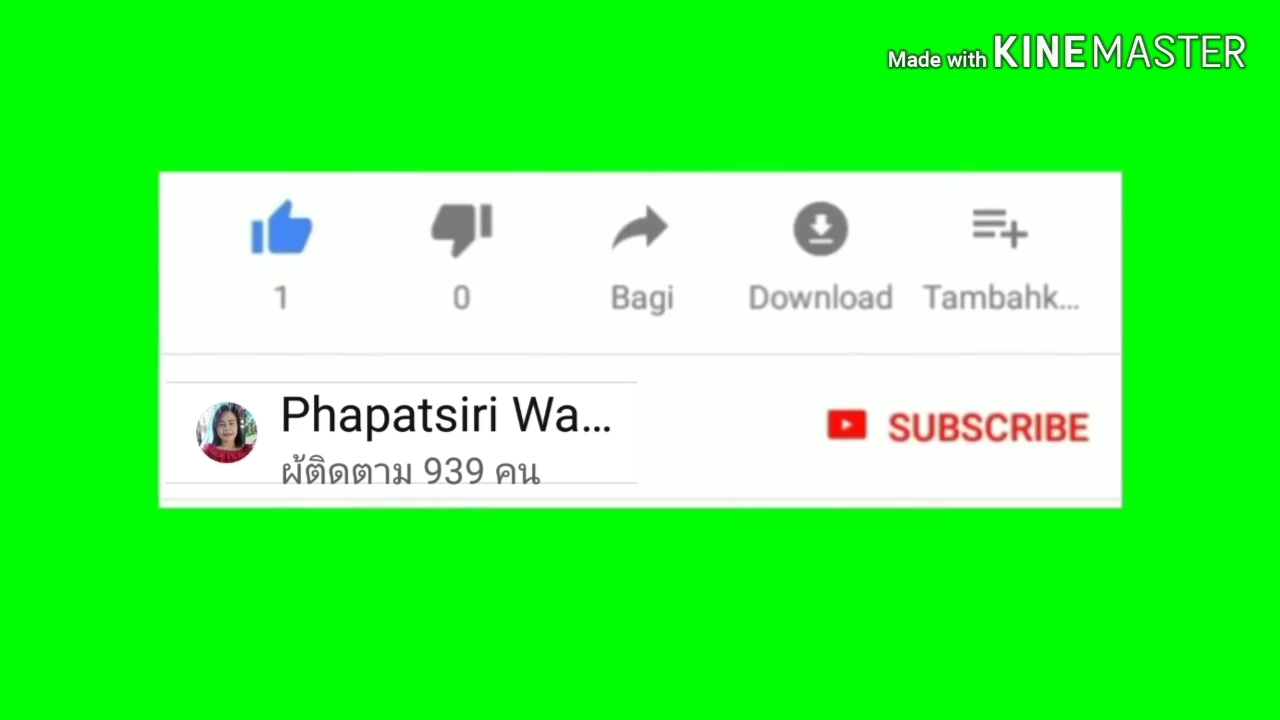 Made with KINEMASTER
1 0 Bagi Download Tambahk...
Phapatsiri Wa...
SUBSCRIBE
ผู้ติดตาม 939 คน